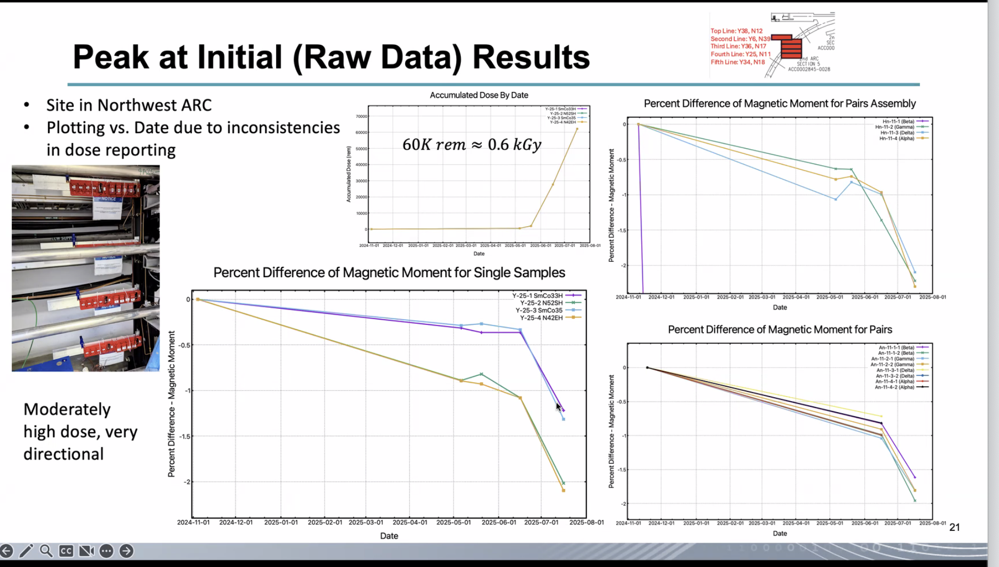 Peak at Initial (Raw Data) Results
Top Line: Y38, N12
Second Line: Y6, N39
Third Line: Y36, N17
Fourth Line: Y25, N11
Fifth Line: Y34, N18
2n
SEC
ACC000
2nd ARC
SECTION 5
ACC0002845-0028
• Site in Northwest ARC
• Plotting vs. Date due to inconsistencies
in dose reporting
NOTICE
NOTICE
NOTICE
Moderately
high dose, very
directional
Accumulated Dose By Date
Y-25-1 SmCo33H
Y-25-2 N52SH
Y-25-3 SmCo35
Y-25-4 N42EH
60K rem ≈ 0.6 kGy
Accumulated Dose (rem)
70000
60000
50000
40000
30000
20000
10000
0
2024-11-01 2024-12-01 2025-01-01 2025-02-01 2025-03-01 2025-04-01 2025-05-01 2025-06-01 2025-07-01 2025-08-01
Date
Percent Difference of Magnetic Moment for Single Samples
Y-25-1 SmCo33H
Y-25-2 N52SH
Y-25-3 SmCo35
Y-25-4 N42EH
Percent Difference - Magnetic Moment
0
-0.5
-1
-1.5
-2
2024-11-01 2024-12-01 2025-01-01 2025-02-01 2025-03-01 2025-04-01 2025-05-01 2025-06-01 2025-07-01 2025-08-01
Date
Percent Difference of Magnetic Moment for Pairs Assembly
Hn-11-1 (Beta)
Hn-11-2 (Gamma)
Hn-11-3 (Delta)
Hn-11-4 (Alpha)
Percent Difference - Magnetic Moment
0
-0.5
-1
-1.5
-2
2024-11-01 2024-12-01 2025-01-01 2025-02-01 2025-03-01 2025-04-01 2025-05-01 2025-06-01 2025-07-01 2025-08-01
Date
Percent Difference of Magnetic Moment for Pairs
An-11-1-1 (Beta)
An-11-1-2 (Beta)
An-11-2-1 (Gamma)
An-11-2-2 (Gamma)
An-11-3-1 (Delta)
An-11-3-2 (Delta)
An-11-4-1 (Alpha)
An-11-4-2 (Alpha)
Percent Difference - Magnetic Moment
0
-0.5
-1
-1.5
-2
2024-11-01 2024-12-01 2025-01-01 2025-02-01 2025-03-01 2025-04-01 2025-05-01 2025-06-01 2025-07-01 2025-08-01
Date
21
CC